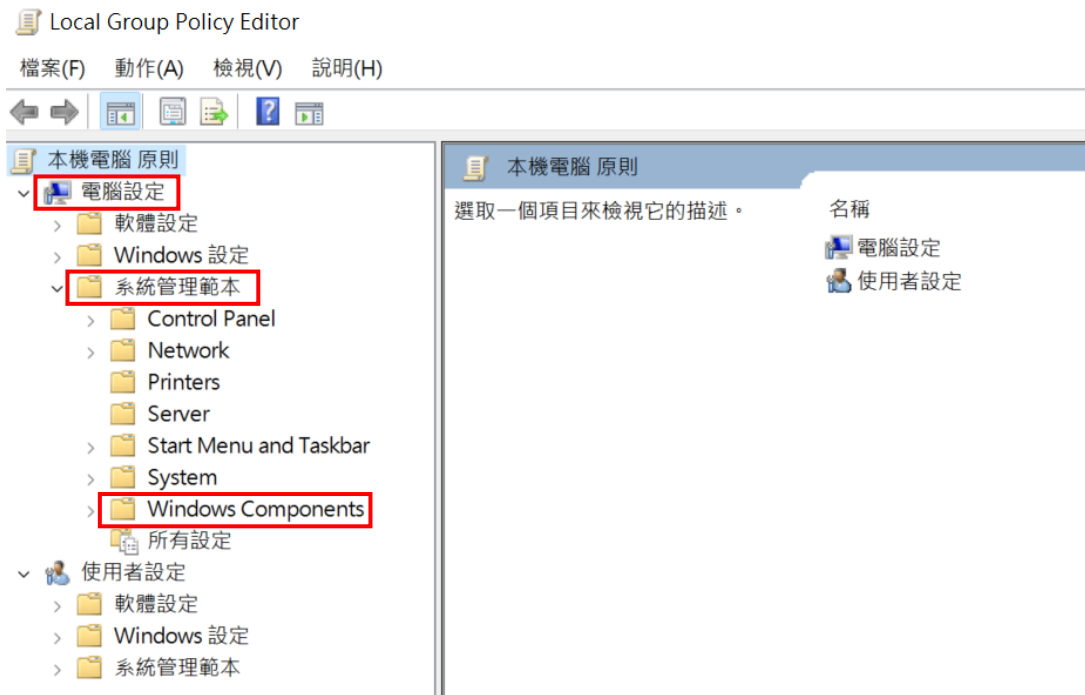 Local Group Policy Editor
檔案(F) 動作(A) 檢視(V) 說明(H)
本機電腦 原則
電腦設定
軟體設定
Windows 設定
系統管理範本
Control Panel
Network
Printers
Server
Start Menu and Taskbar
System
Windows Components
所有設定
使用者設定
軟體設定
Windows 設定
系統管理範本
本機電腦 原則
選取一個項目來檢視它的描述。
名稱
電腦設定
使用者設定